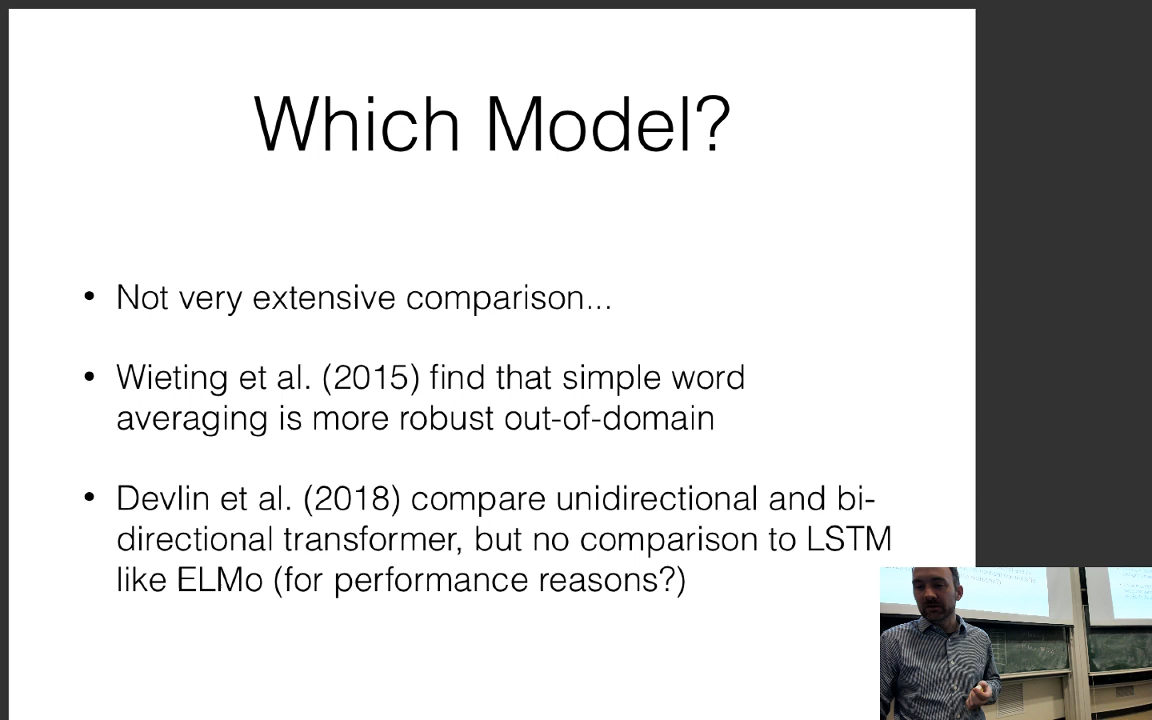 Which Model?
• Not very extensive comparison...
• Wieting et al. (2015) find that simple word
averaging is more robust out-of-domain
• Devlin et al. (2018) compare unidirectional and bi-
directional transformer, but no comparison to LSTM
like ELMo (for performance reasons?)